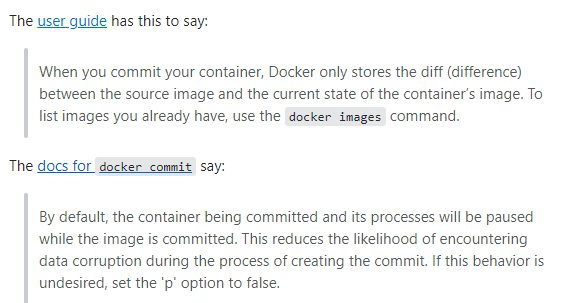 The user guide has this to say:
When you commit your container, Docker only stores the diff (difference)
between the source image and the current state of the container’s image. To
list images you already have, use the docker images command.
The docs for docker commit say:
By default, the container being committed and its processes will be paused
while the image is committed. This reduces the likelihood of encountering
data corruption during the process of creating the commit. If this behavior is
undesired, set the 'p' option to false.